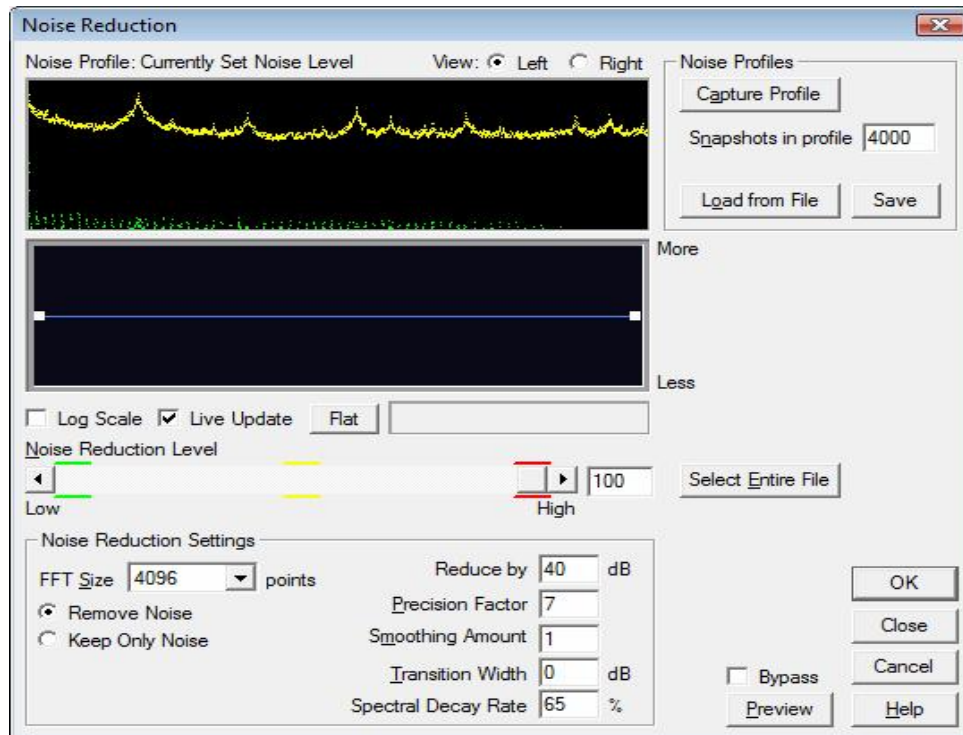 Noise Reduction
Noise Profile: Currently Set Noise Level
View: Left Right
Noise Profiles
Capture Profile
Snapshots in profile 4000
Load from File
Save
More
Less
Log Scale
Live Update
Flat
Noise Reduction Level
100
Select Entire File
Low
High
Noise Reduction Settings
FFT Size 4096 points
Remove Noise
Keep Only Noise
Reduce by 40 dB
Precision Factor 7
Smoothing Amount 1
Transition Width 0 dB
Spectral Decay Rate 65 %
Bypass
Preview
OK
Close
Cancel
Help